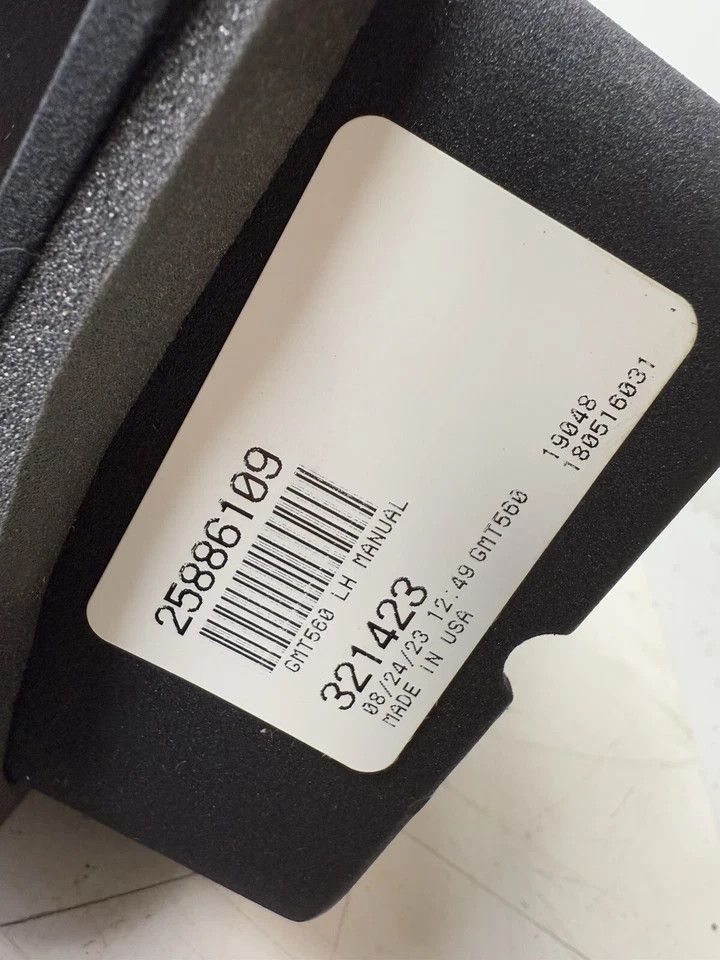 25886109
GMT560 LH MANUAL
321423
08/24/23 12:49 GMT560
MADE IN USA
19048
180516031